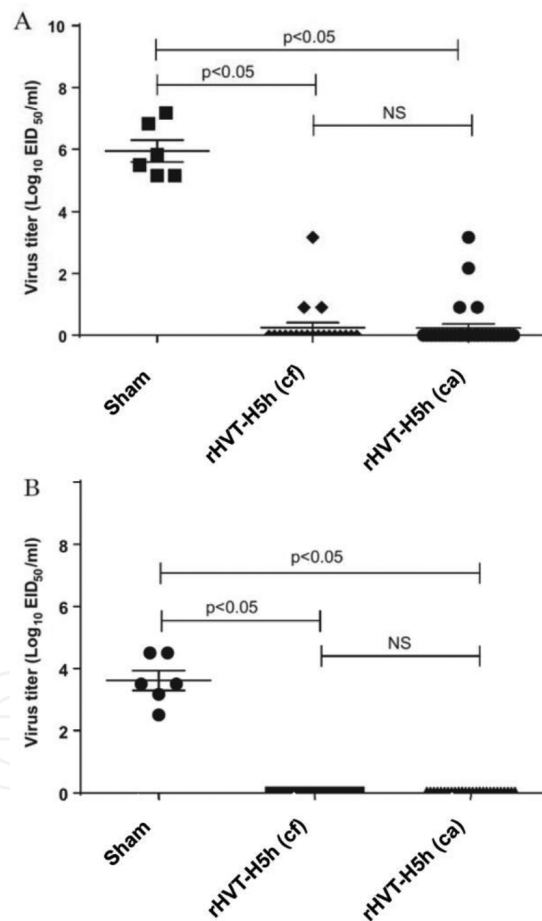 A
Virus titer (Log10 EID50/ml)
10
8
6
4
2
0
p<0.05
p<0.05
NS
Sham
rHVT-H5h (cf)
rHVT-H5h (ca)
B
Virus titer (Log10 EID50/ml)
8
6
4
2
0
p<0.05
p<0.05
NS
Sham
rHVT-H5h (cf)
rHVT-H5h (ca)